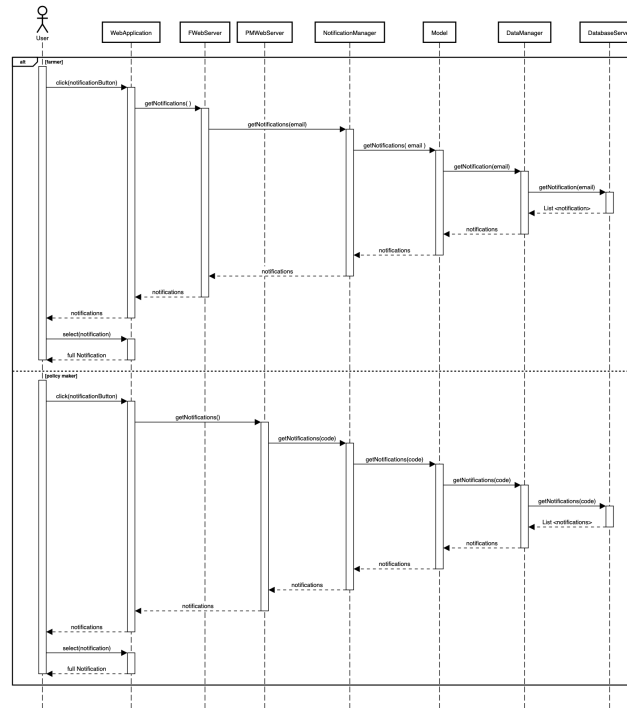 User
WebApplication
FWebServer
PMWebServer
NotificationManager
Model
DataManager
DatabaseServ
alt
[farmer]
click(notificationButton)
getNotifications( )
getNotifications(email)
getNotifications( email )
getNotification(email)
getNotification(email)
List <notification>
notifications
notifications
notifications
notifications
notifications
select(notification)
full Notification
[policy maker]
click(notificationButton)
getNotifications()
getNotifications(code)
getNotifications(code)
getNotifications(code)
getNotifications(code)
List <notifications>
notifications
notifications
notifications
notifications
notifications
select(notification)
full Notification